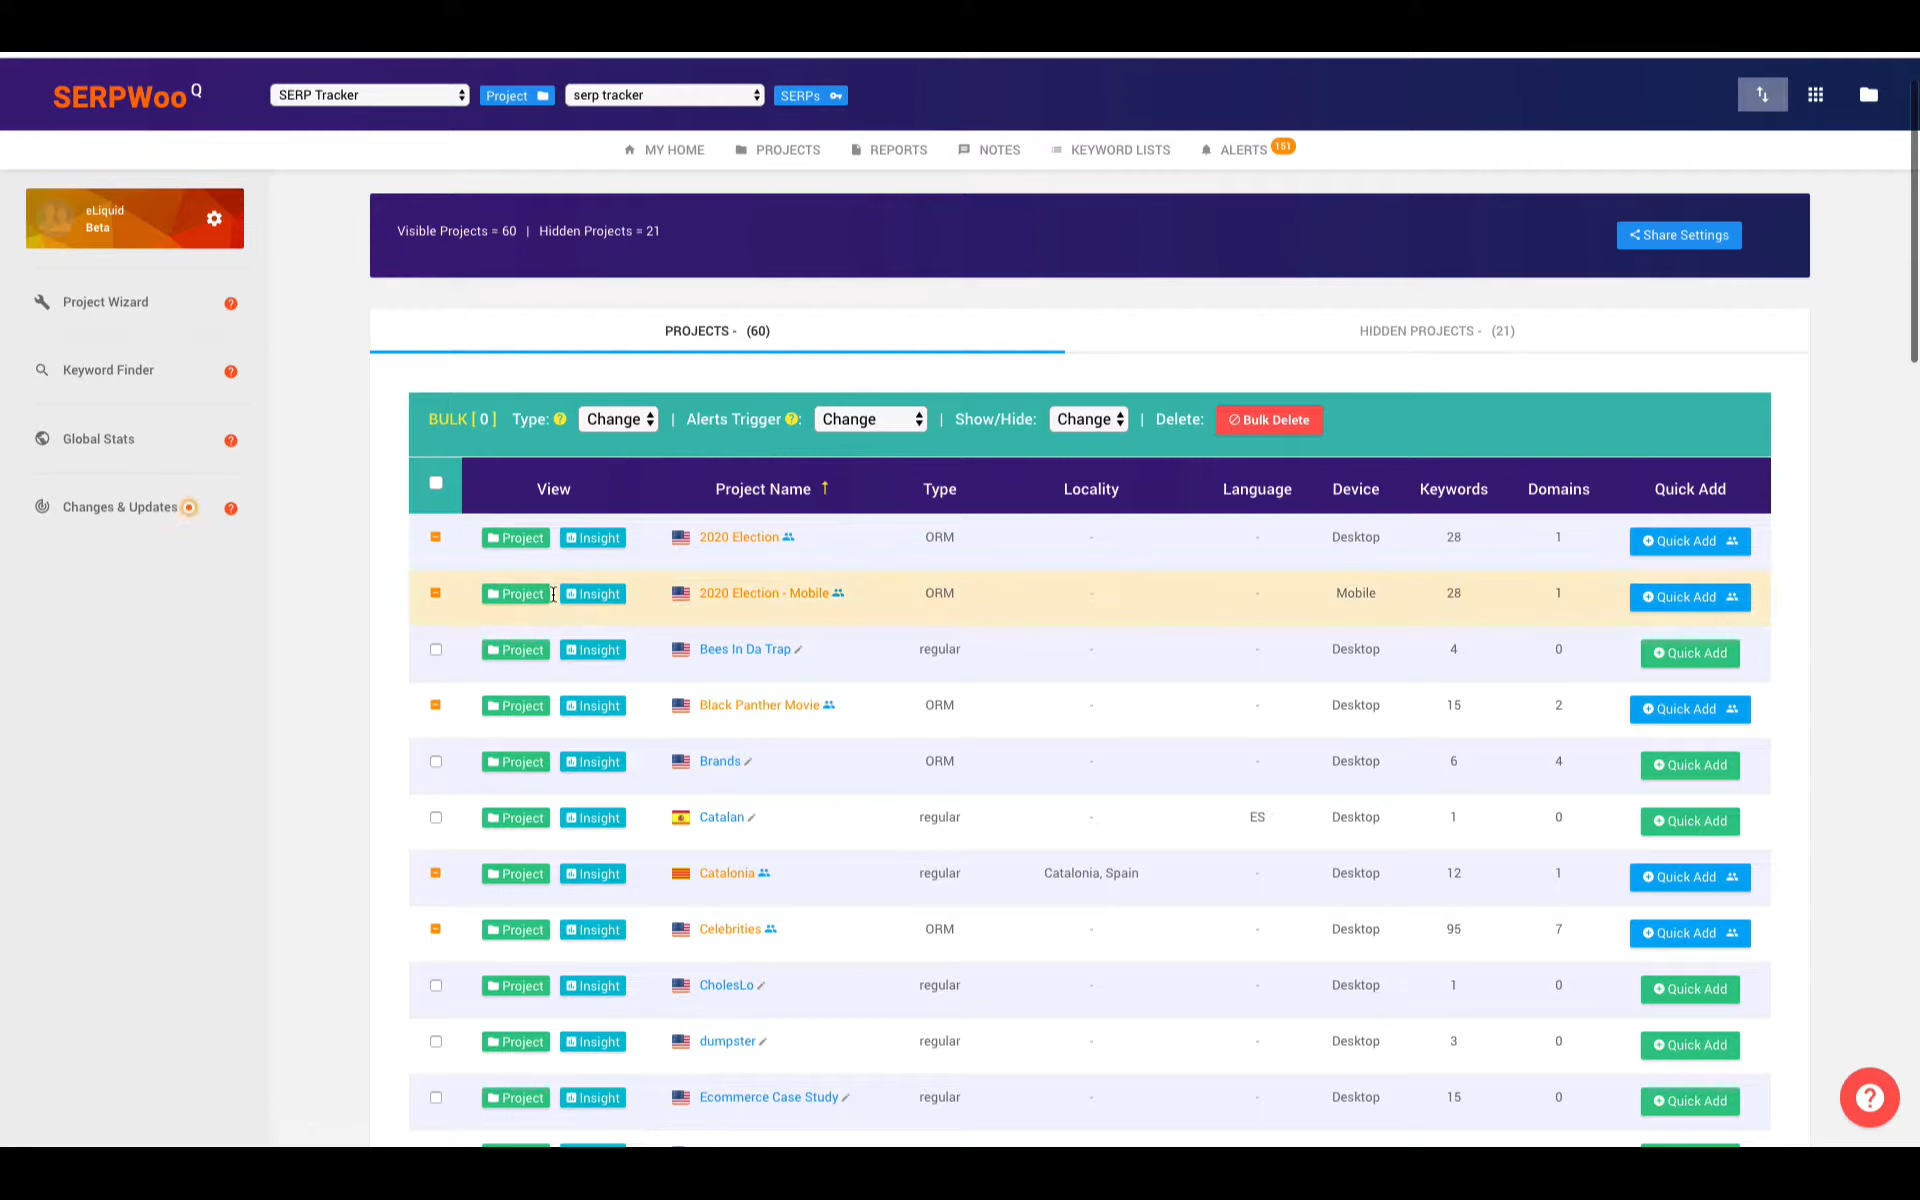 SERPWoo Q SERP Tracker Project serp tracker SERPs
MY HOME PROJECTS REPORTS NOTES KEYWORD LISTS ALERTS 151
eLiquid
Beta
Project Wizard ?
Keyword Finder ?
Global Stats ?
Changes & Updates ?
Visible Projects = 60 | Hidden Projects = 21 Share Settings
PROJECTS - (60) HIDDEN PROJECTS - (21)
BULK [ 0 ] Type: ? Change | Alerts Trigger ? : Change | Show/Hide: Change | Delete: Bulk Delete
View Project Name ↑ Type Locality Language Device Keywords Domains Quick Add
Project Insight 2020 Election ORM - - Desktop 28 1 Quick Add
Project Insight 2020 Election - Mobile ORM - - Mobile 28 1 Quick Add
Project Insight Bees In Da Trap regular - - Desktop 4 0 Quick Add
Project Insight Black Panther Movie ORM - - Desktop 15 2 Quick Add
Project Insight Brands ORM - - Desktop 6 4 Quick Add
Project Insight Catalan regular - ES Desktop 1 0 Quick Add
Project Insight Catalonia regular Catalonia, Spain - Desktop 12 1 Quick Add
Project Insight Celebrities ORM - - Desktop 95 7 Quick Add
Project Insight CholesLo regular - - Desktop 1 0 Quick Add
Project Insight dumpster regular - - Desktop 3 0 Quick Add
Project Insight Ecommerce Case Study regular - - Desktop 15 0 Quick Add
?